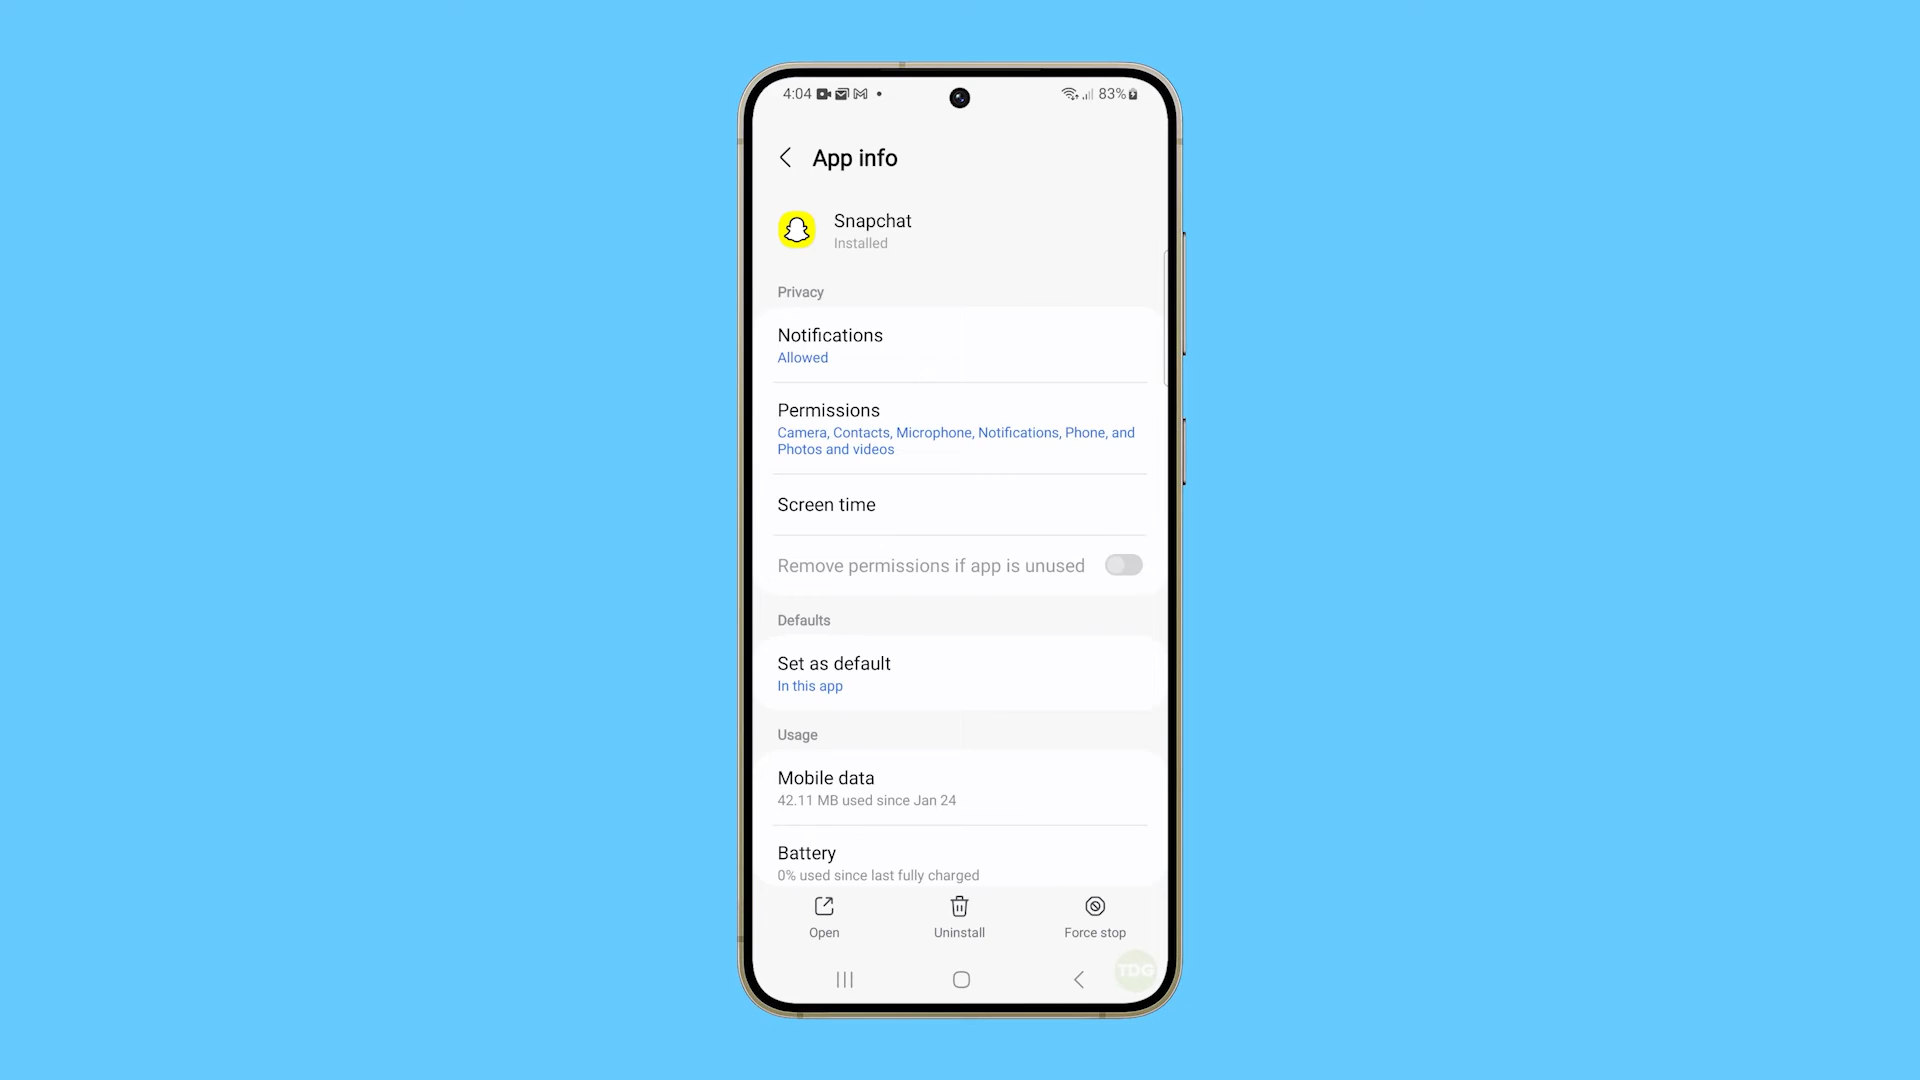 4:04
83%
App info
Snapchat
Installed
Privacy
Notifications
Allowed
Permissions
Camera, Contacts, Microphone, Notifications, Phone, and
Photos and videos
Screen time
Remove permissions if app is unused
Defaults
Set as default
In this app
Usage
Mobile data
42.11 MB used since Jan 24
Battery
0% used since last fully charged
Open
Uninstall
Force stop
TDG